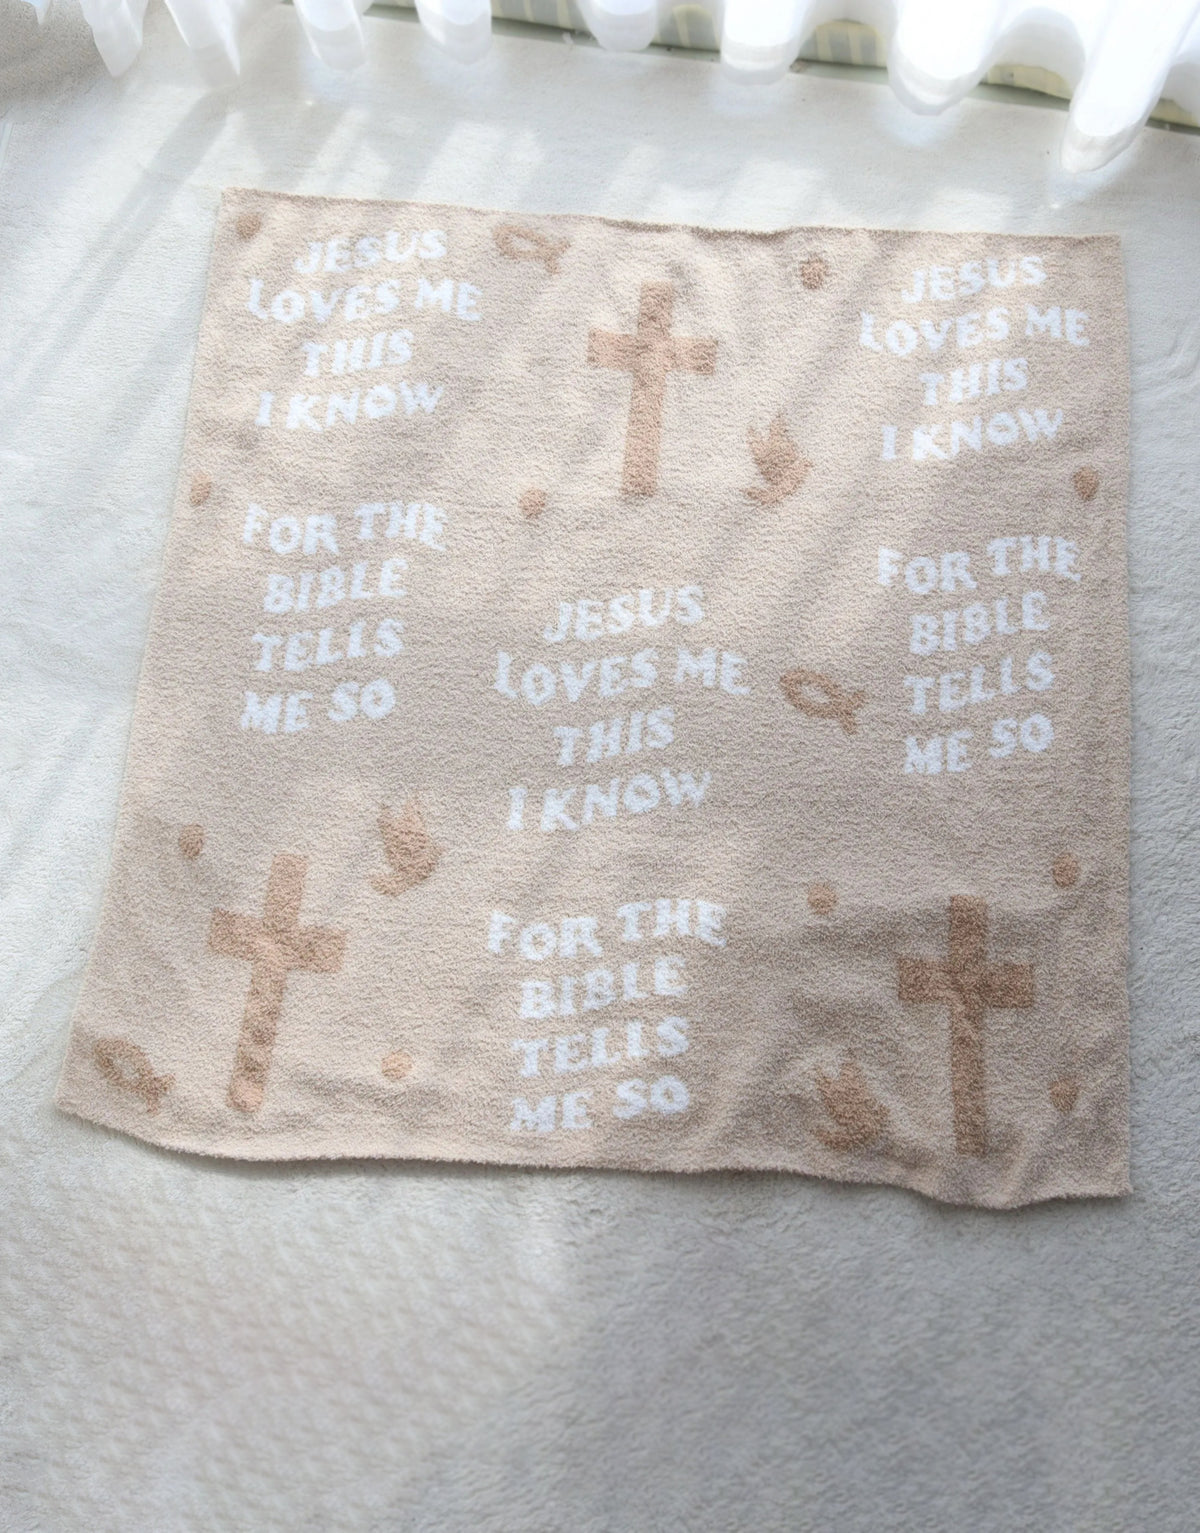 JESUS
LOVES ME
THIS
I KNOW
JESUS
LOVES ME
THIS
I KNOW
FOR THE
BIBLE
TELLS
ME SO
JESUS
LOVES ME
THIS
I KNOW
FOR THE
BIBLE
TELLS
ME SO
FOR THE
BIBLE
TELLS
ME SO